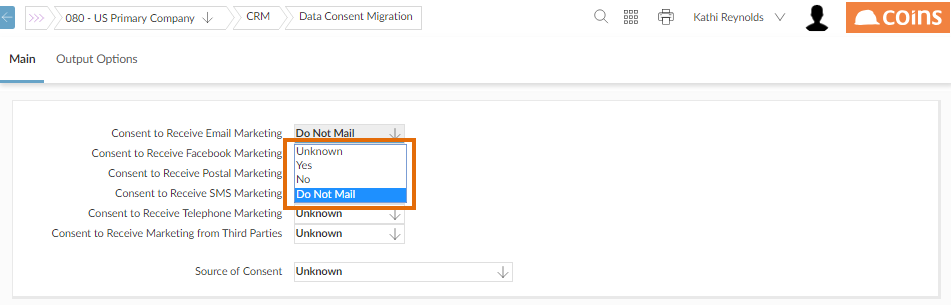 080 - US Primary Company
CRM
Data Consent Migration
Kathi Reynolds
coins
Main
Output Options
Consent to Receive Email Marketing
Do Not Mail
Consent to Receive Facebook Marketing
Unknown
Yes
Consent to Receive Postal Marketing
No
Consent to Receive SMS Marketing
Do Not Mail
Consent to Receive Telephone Marketing
Unknown
Consent to Receive Marketing from Third Parties
Unknown
Source of Consent
Unknown